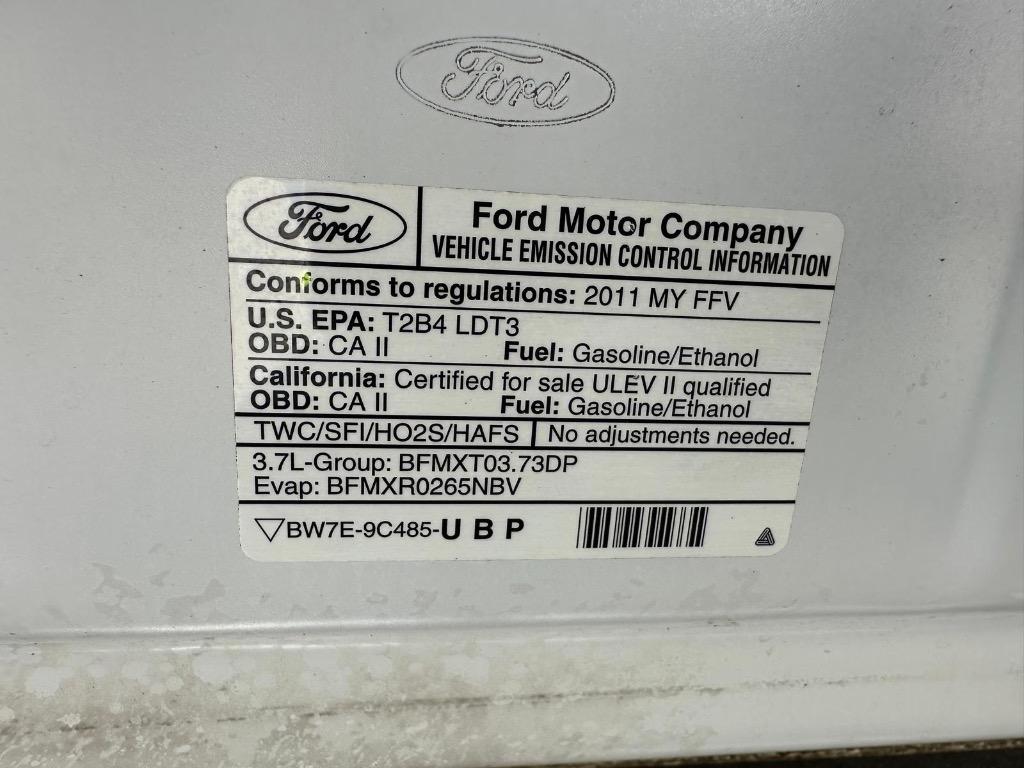 Ford
Ford
Ford Motor Company
VEHICLE EMISSION CONTROL INFORMATION
Conforms to regulations: 2011 MY FFV
U.S. EPA: T2B4 LDT3
OBD: CA II Fuel: Gasoline/Ethanol
California: Certified for sale ULEV II qualified
OBD: CA II Fuel: Gasoline/Ethanol
TWC/SFI/HO2S/HAFS No adjustments needed.
3.7L-Group: BFMXT03.73DP
Evap: BFMXR0265NBV
BW7E-9C485-U B P